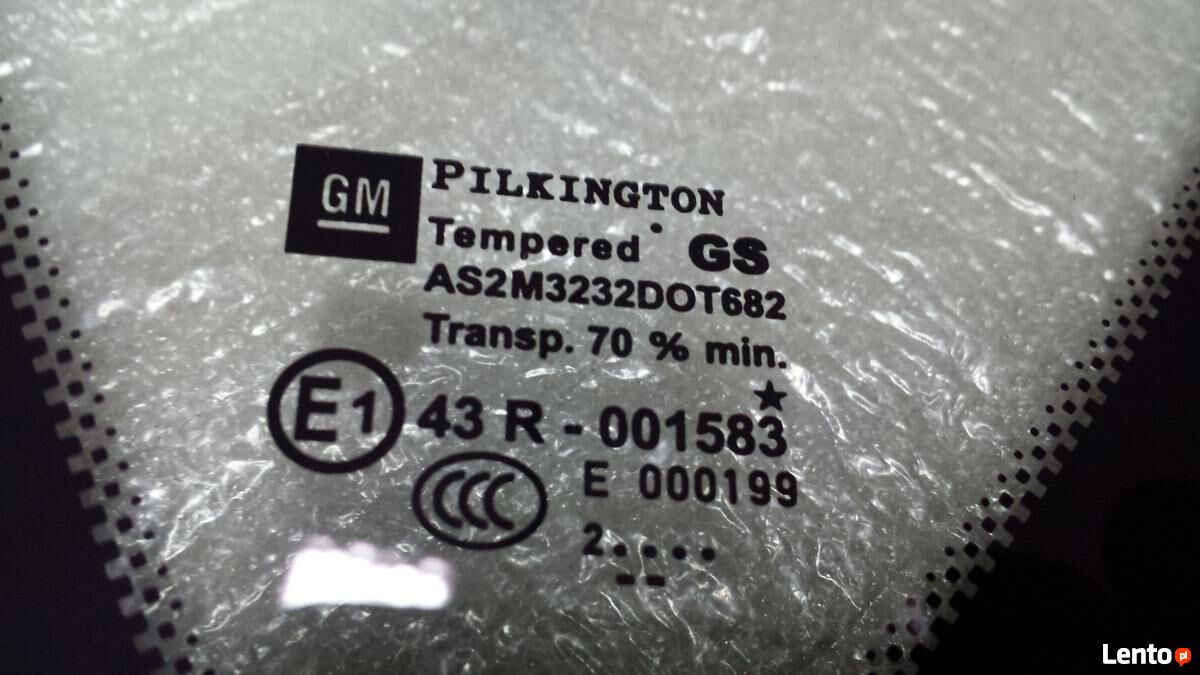 GM
PILKINGTON
Tempered GS
AS2M3232DOT682
Transp. 70 % min.
E1 43 R - 001583
CCC E 000199
2....
--
Lento pl